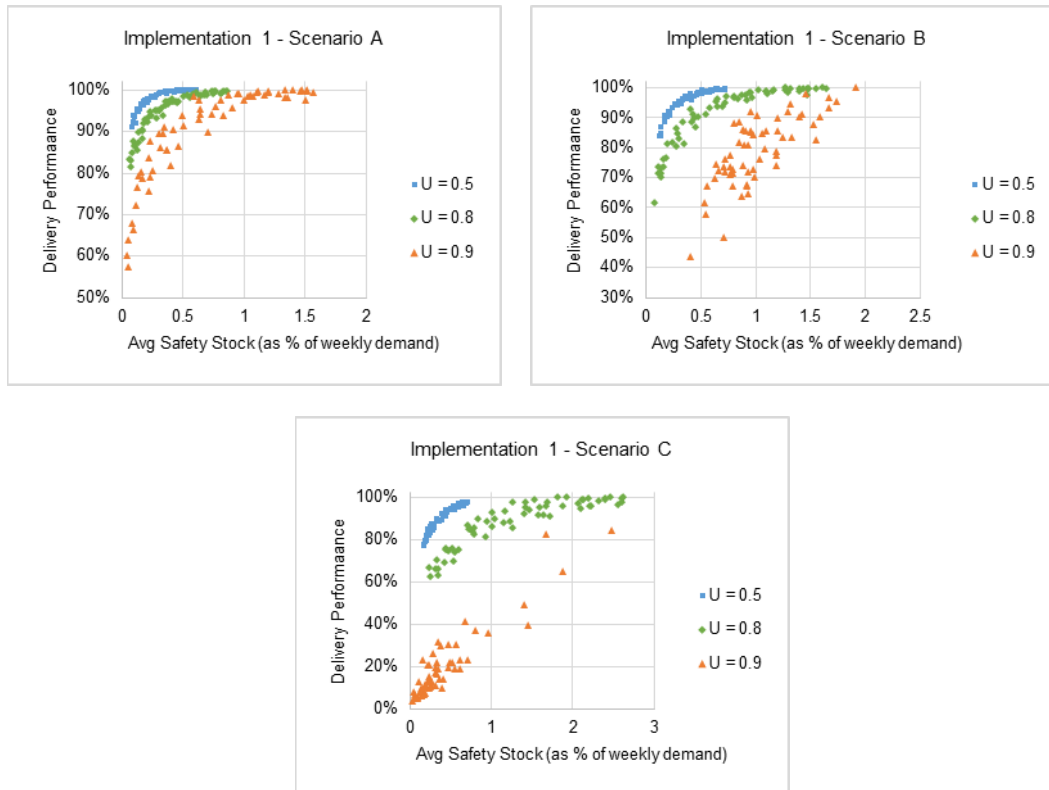 Implementation 1 - Scenario A
100%
90%
80%
70%
60%
50%
0 0.5 1 1.5 2
Delivery Performaance
Avg Safety Stock (as % of weekly demand)
U = 0.5
U = 0.8
U = 0.9
Implementation 1 - Scenario B
100%
90%
80%
70%
60%
50%
40%
30%
0 0.5 1 1.5 2 2.5
Delivery Performance
Avg Safety Stock (as % of weekly demand)
U = 0.5
U = 0.8
U = 0.9
Implementation 1 - Scenario C
100%
80%
60%
40%
20%
0%
0 1 2 3
Delivery Performaance
Avg Safety Stock (as % of weekly demand)
U = 0.5
U = 0.8
U = 0.9